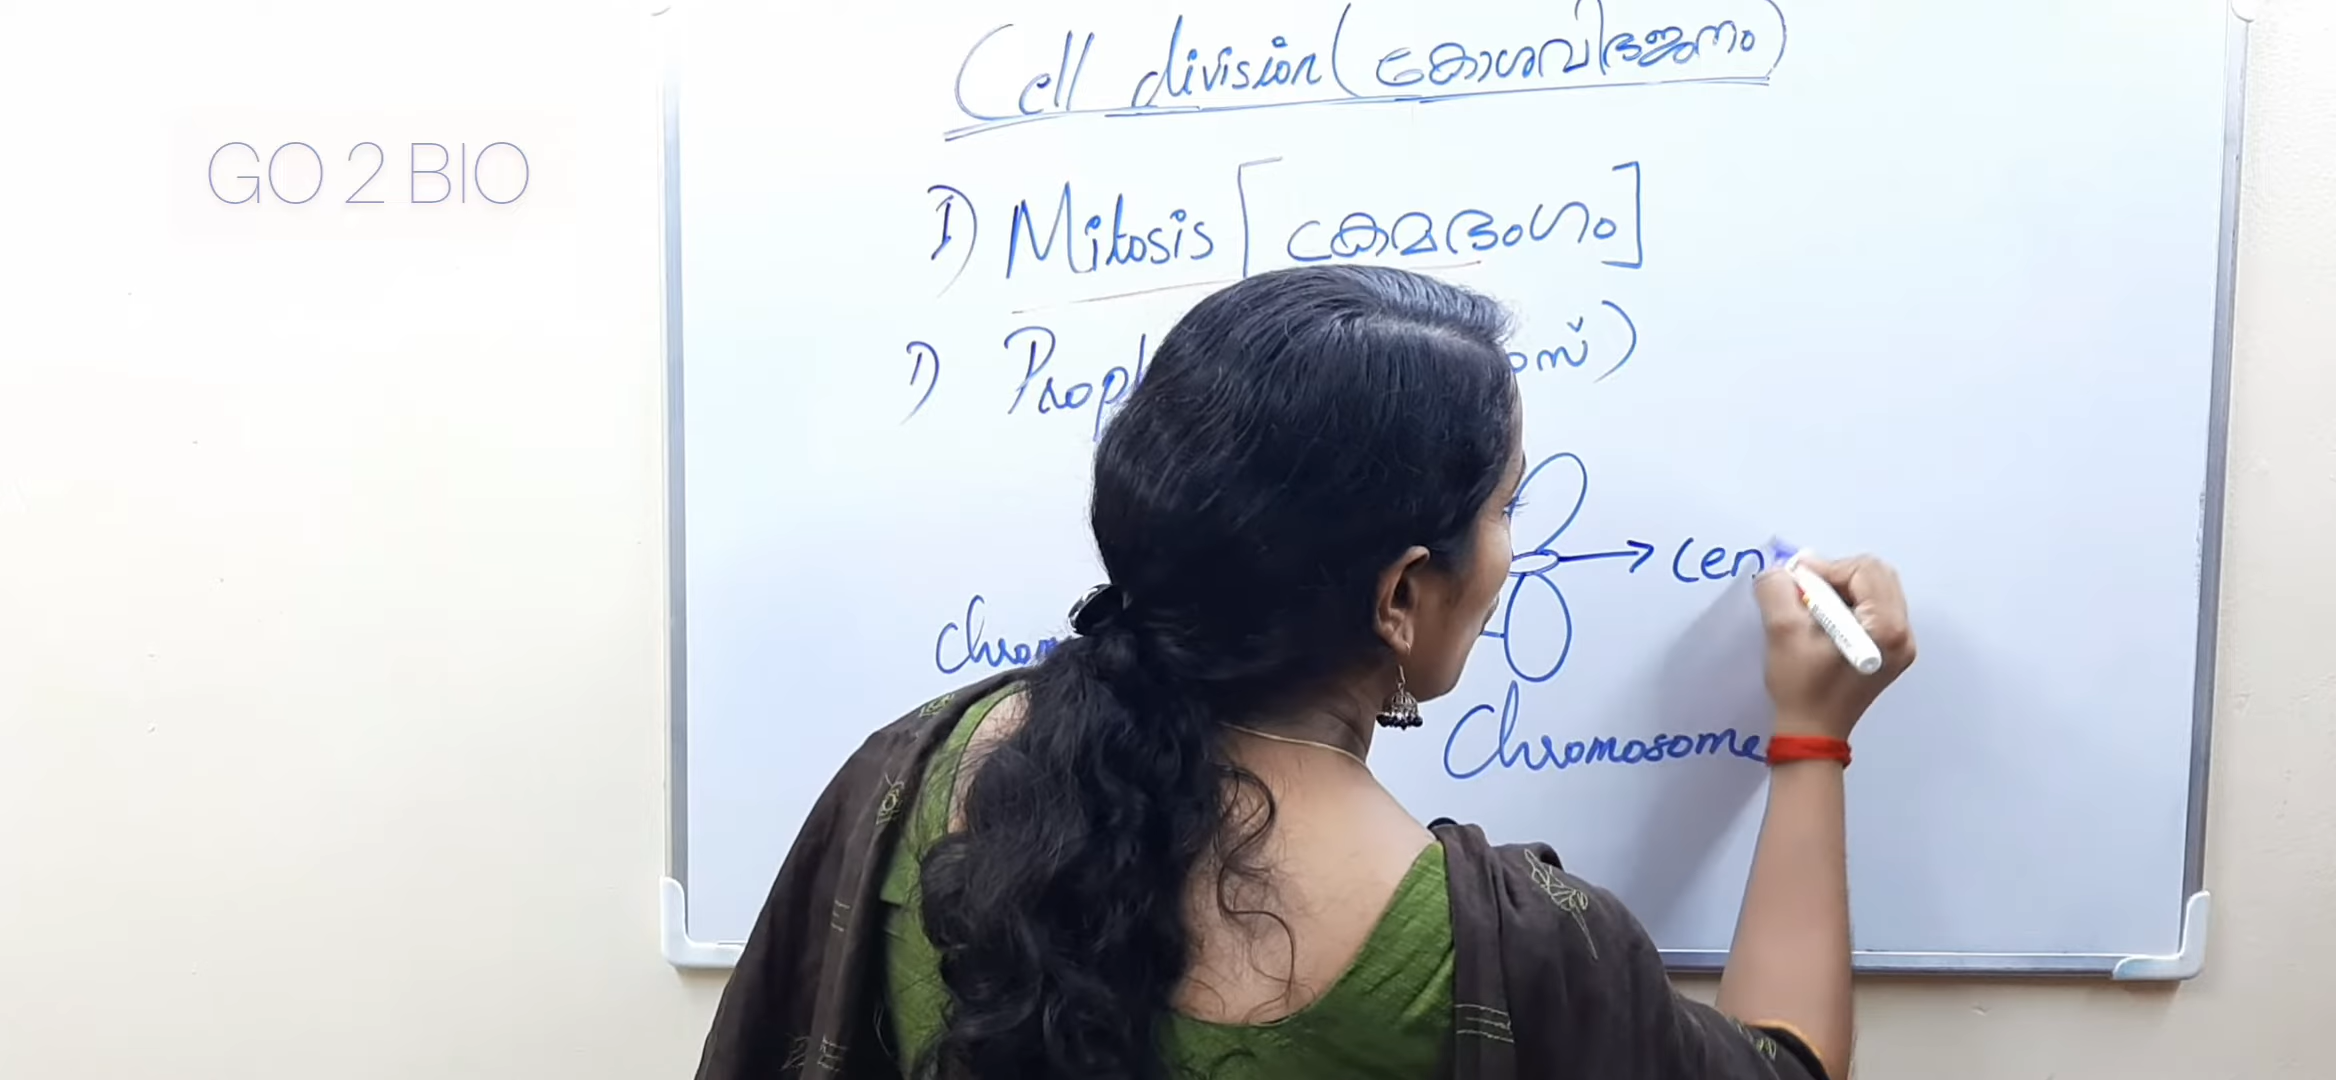 Cell division (കോശവിഭജനം)
GO 2 BIO
I) Mitosis [ക്രമഭംഗം]
1) Proph
cen
Chrom
Chromosome